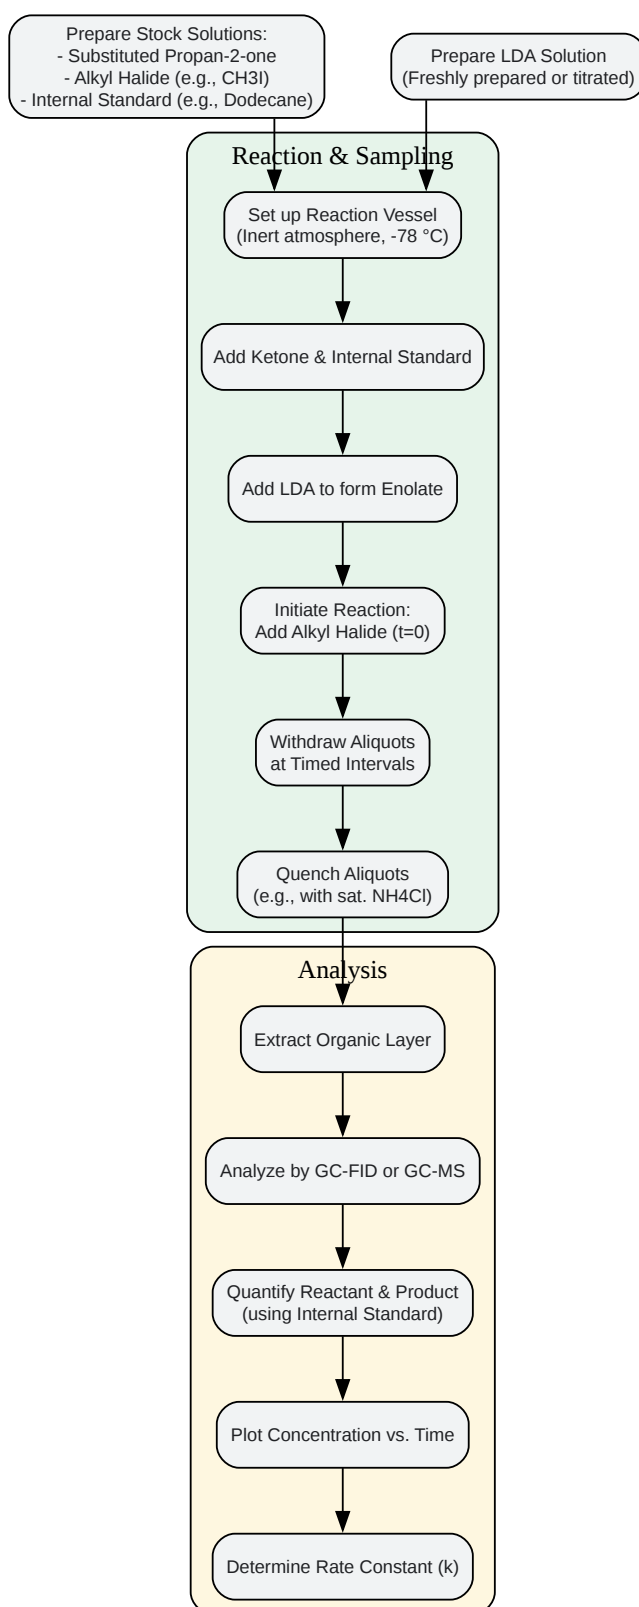 Prepare Stock Solutions:
- Substituted Propan-2-one
- Alkyl Halide (e.g., CH3I)
- Internal Standard (e.g., Dodecane)
Prepare LDA Solution
(Freshly prepared or titrated)
Reaction & Sampling
Set up Reaction Vessel
(Inert atmosphere, -78 °C)
Add Ketone & Internal Standard
Add LDA to form Enolate
Initiate Reaction:
Add Alkyl Halide (t=0)
Withdraw Aliquots
at Timed Intervals
Quench Aliquots
(e.g., with sat. NH4Cl)
Analysis
Extract Organic Layer
Analyze by GC-FID or GC-MS
Quantify Reactant & Product
(using Internal Standard)
Plot Concentration vs. Time
Determine Rate Constant (k)